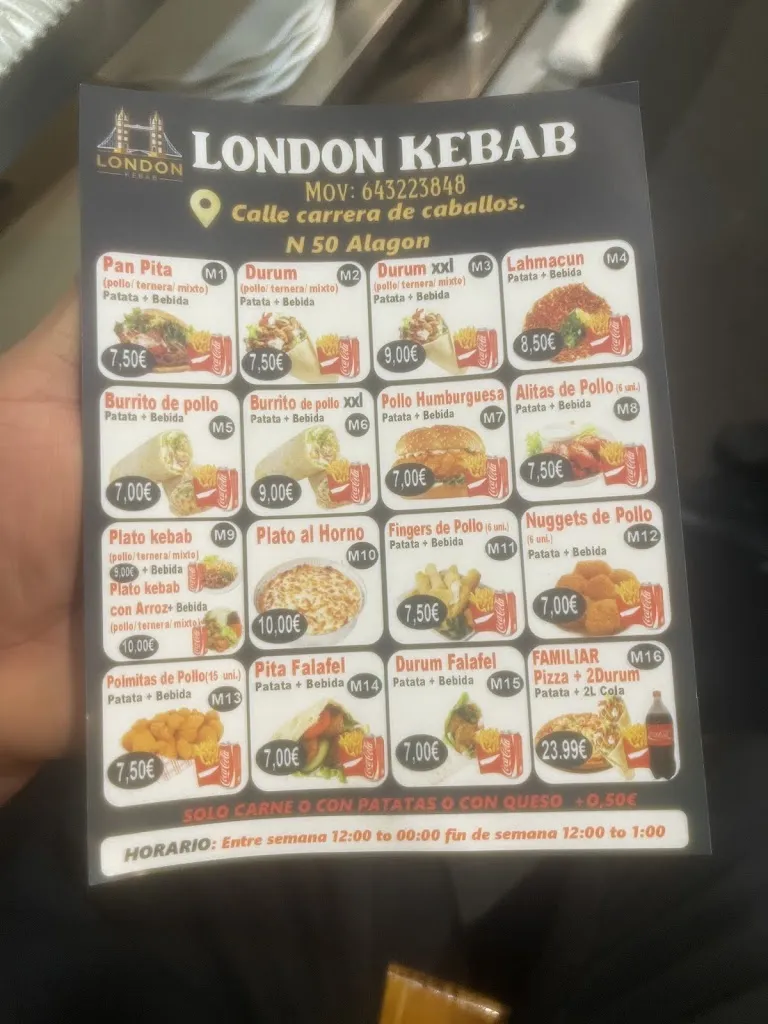 LONDON
KEBAB
LONDON KEBAB
Mov: 643223848
Calle carrera de caballos.
N 50 Alagon
Pan Pita M1
(pollo/ ternera/ mixto)
Patata + Bebida
7,50€
Durum M2
(pollo/ ternera/ mixto)
Patata + Bebida
7,50€
Durum xxl M3
(pollo/ ternera/ mixto)
Patata + Bebida
9,00€
Lahmacun M4
Patata + Bebida
8,50€
Burrito de pollo
Patata + Bebida
M5
7,00€
Burrito de pollo xxl
Patata + Bebida
M6
9,00€
Pollo Humburguesa
Patata + Bebida
M7
7,00€
Alitas de Pollo (6 uni.)
Patata + Bebida
M8
7,50€
Plato kebab M9
(pollo/ternera/mixto)
9,00€ + Bebida
Plato kebab
con Arroz+ Bebida
(pollo/ternera/mixto)
10,00€
Plato al Horno
M10
10,00€
Fingers de Pollo (6 uni.)
Patata + Bebida
M11
7,50€
Nuggets de Pollo
(6 uni.)
M12
Patata + Bebida
7,00€
Polmitas de Pollo(15 uni.)
Patata + Bebida
M13
7,50€
Pita Falafel
Patata + Bebida M14
7,00€
Durum Falafel
Patata + Bebida M15
7,00€
FAMILIAR M16
Pizza + 2Durum
Patata + 2L Cola
23.99€
SOLO CARNE O CON PATATAS O CON QUESO +0,50€
HORARIO: Entre semana 12:00 to 00:00 fin de semana 12:00 to 1:00